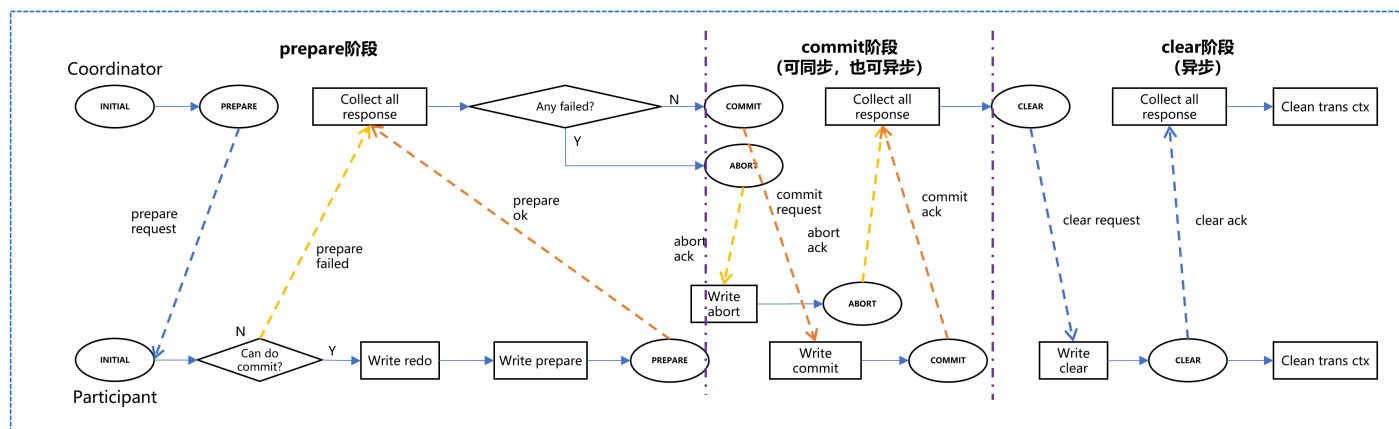 prepare阶段
commit阶段
（可同步，也可异步）
clear阶段
（异步）
Coordinator
INITIAL
PREPARE
Collect all
response
Any failed?
N
Y
COMMIT
ABORT
Collect all
response
CLEAR
Collect all
response
Clean trans ctx
prepare
request
prepare
failed
prepare
ok
abort
ack
commit
request
abort
ack
commit
ack
clear request
clear ack
Write
abort
ABORT
INITIAL
N
Can do
commit?
Y
Write redo
Write prepare
PREPARE
Write
commit
COMMIT
Write
clear
CLEAR
Clean trans ctx
Participant